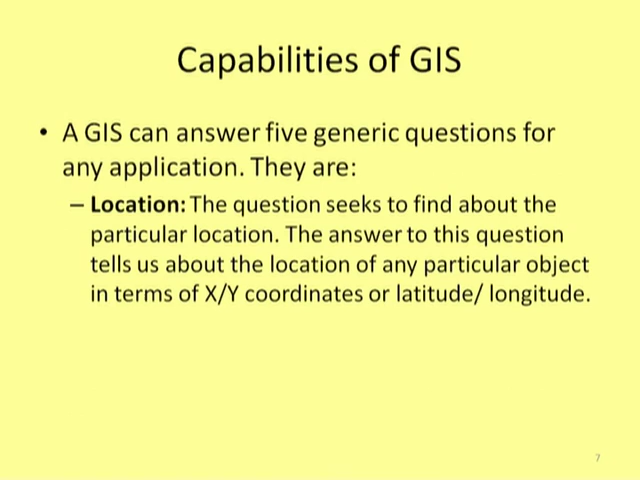 Capabilities of GIS
• A GIS can answer five generic questions for
any application. They are:
– Location: The question seeks to find about the
particular location. The answer to this question
tells us about the location of any particular object
in terms of X/Y coordinates or latitude/ longitude.
7